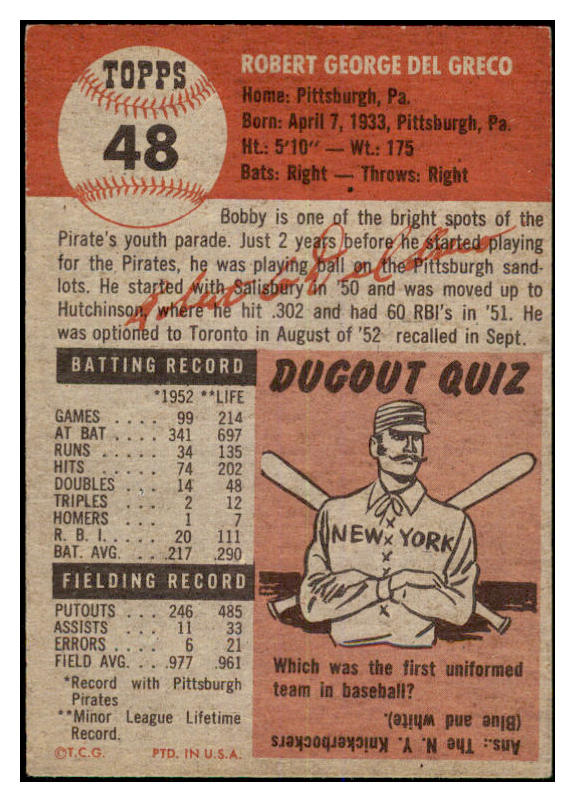 TOPPS
48
ROBERT GEORGE DEL GRECO
Home: Pittsburgh, Pa.
Born: April 7, 1933, Pittsburgh, Pa.
Ht.: 5'10" — Wt.: 175
Bats: Right — Throws: Right
Bobby is one of the bright spots of the
Pirate's youth parade. Just 2 years before he started playing
for the Pirates, he was playing ball on the Pittsburgh sand-
lots. He started with Salisbury in '50 and was moved up to
Hutchinson, where he hit .302 and had 60 RBI's in '51. He
was optioned to Toronto in August of '52 recalled in Sept.
BATTING RECORD
*1952 **LIFE
GAMES .... 99 214
AT BAT .... 341 697
RUNS .... 34 135
HITS .... 74 202
DOUBLES .... 14 48
TRIPLES .... 2 12
HOMERS .... 1 7
R. B. I. .... 20 111
BAT. AVG. ... .217 .290
FIELDING RECORD
PUTOUTS ... 246 485
ASSISTS .... 11 33
ERRORS .... 6 21
FIELD AVG. ... .977 .961
*Record with Pittsburgh
Pirates
**Minor League Lifetime
Record.
©T.C.G. PTD. IN U.S.A.
DUGOUT QUIZ
NEW YORK
Which was the first uniformed
team in baseball?
Ans.: The N. Y. Knickerbockers
(Blue and white).